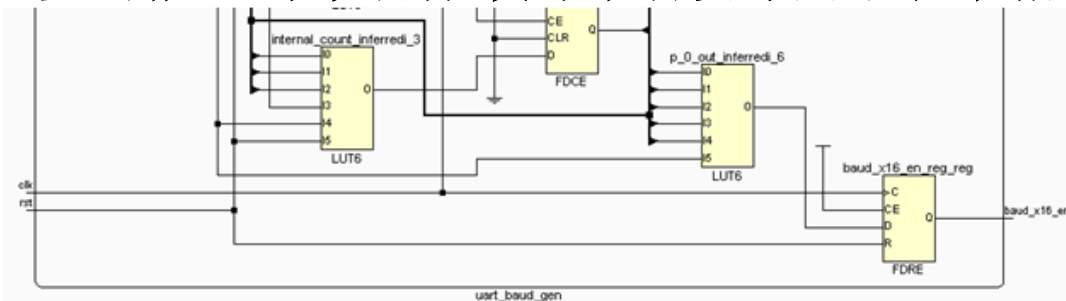 CE
internal_count_inferredi_3
CLR
Q
I0
D
p_0_out_inferredi_6
I1
FDCE
I0
I2
O
I1
I3
I2
O
I4
I3
I5
I4
LUT6
I5
LUT6
baud_x16_en_reg_reg
clk
C
rst
CE
Q
baud_x16_en
D
R
FDRE
uart_baud_gen